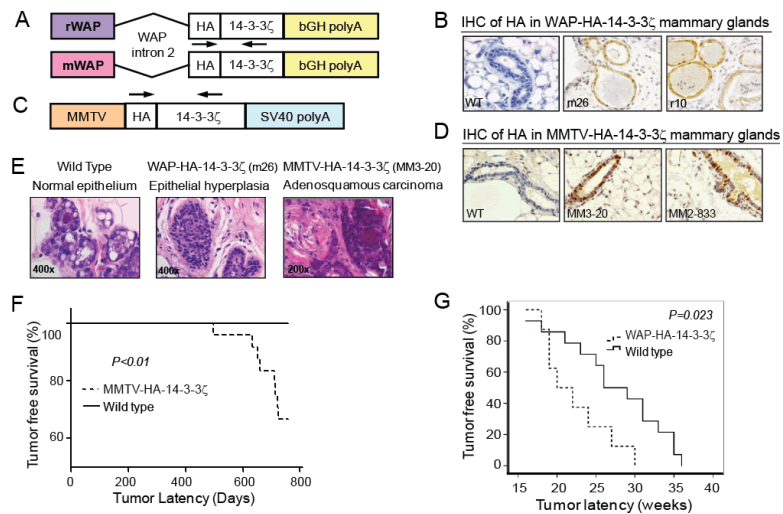 A
rWAP
WAP
intron 2
HA
14-3-3ζ
bGH polyA
mWAP
HA
14-3-3ζ
bGH polyA
C
MMTV
HA
14-3-3ζ
SV40 polyA
B
IHC of HA in WAP-HA-14-3-3ζ mammary glands
WT
m26
r10
D
IHC of HA in MMTV-HA-14-3-3ζ mammary glands
WT
MM3-20
MM2-833
E
Wild Type
Normal epithelium
WAP-HA-14-3-3ζ (m26)
Epithelial hyperplasia
MMTV-HA-14-3-3ζ (MM3-20)
Adenosquamous carcinoma
400x
400x
200x
F
Tumor free survival (%)
100
80
60
P<0.01
MMTV-HA-14-3-3ζ
Wild type
0
200
400
600
800
Tumor Latency (Days)
G
Tumor free survival (%)
100
80
60
40
20
0
P=0.023
WAP-HA-14-3-3ζ
Wild type
15
20
25
30
35
40
Tumor latency (weeks)